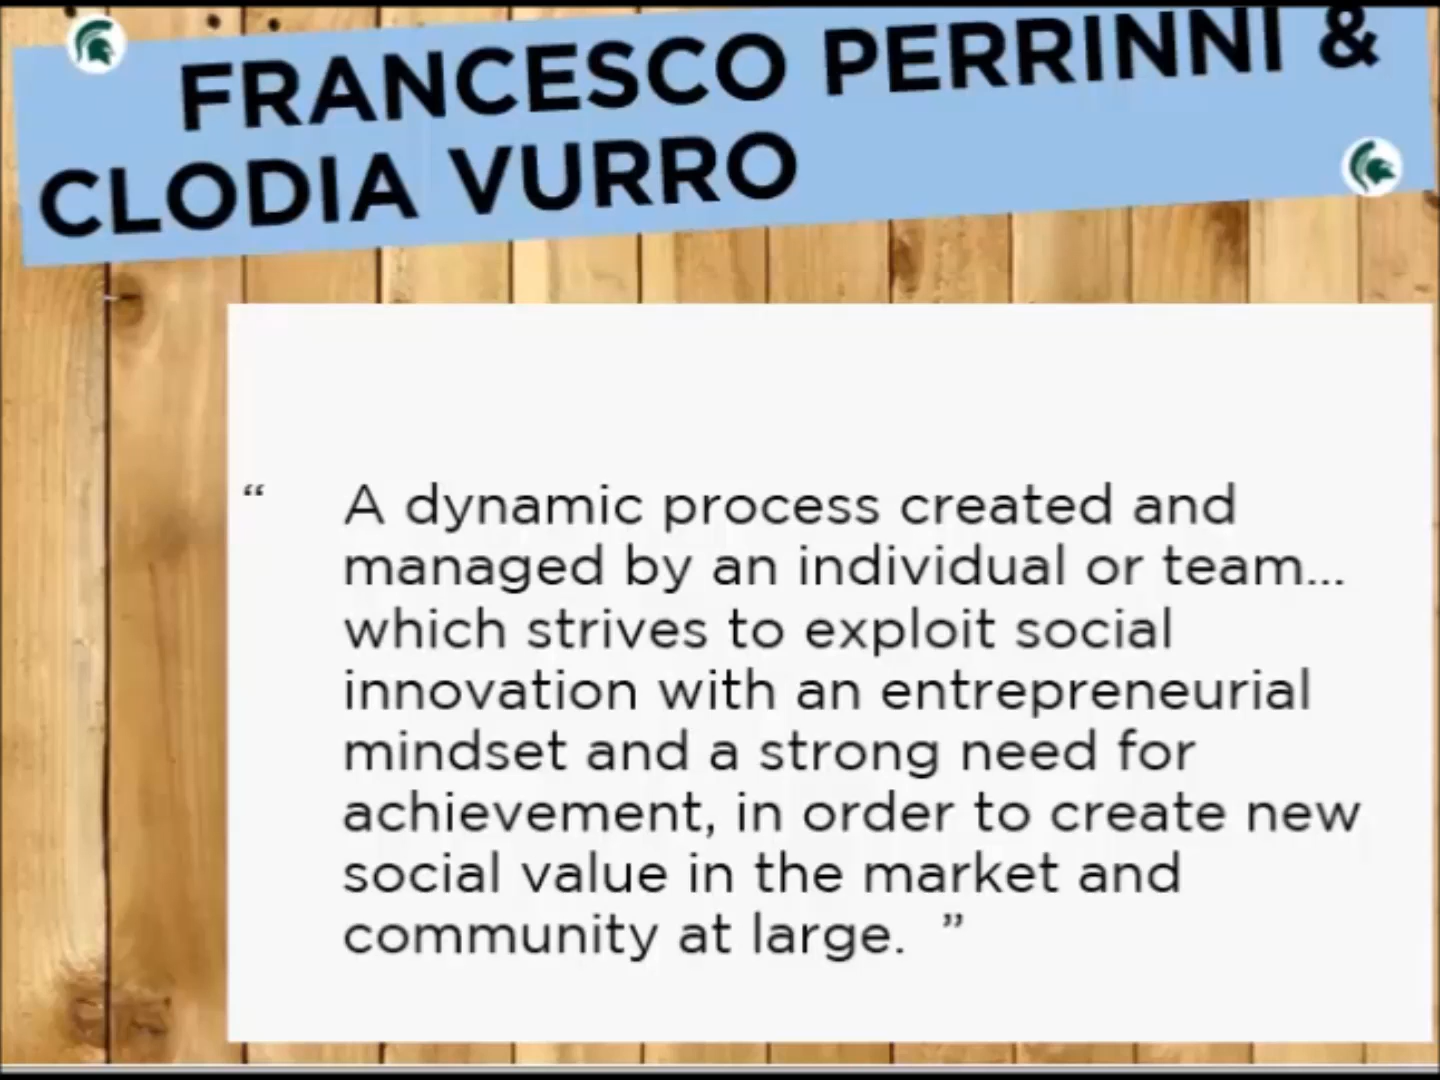 FRANCESCO PERRINNI &
CLODIA VURRO
“ A dynamic process created and
managed by an individual or team...
which strives to exploit social
innovation with an entrepreneurial
mindset and a strong need for
achievement, in order to create new
social value in the market and
community at large. ”